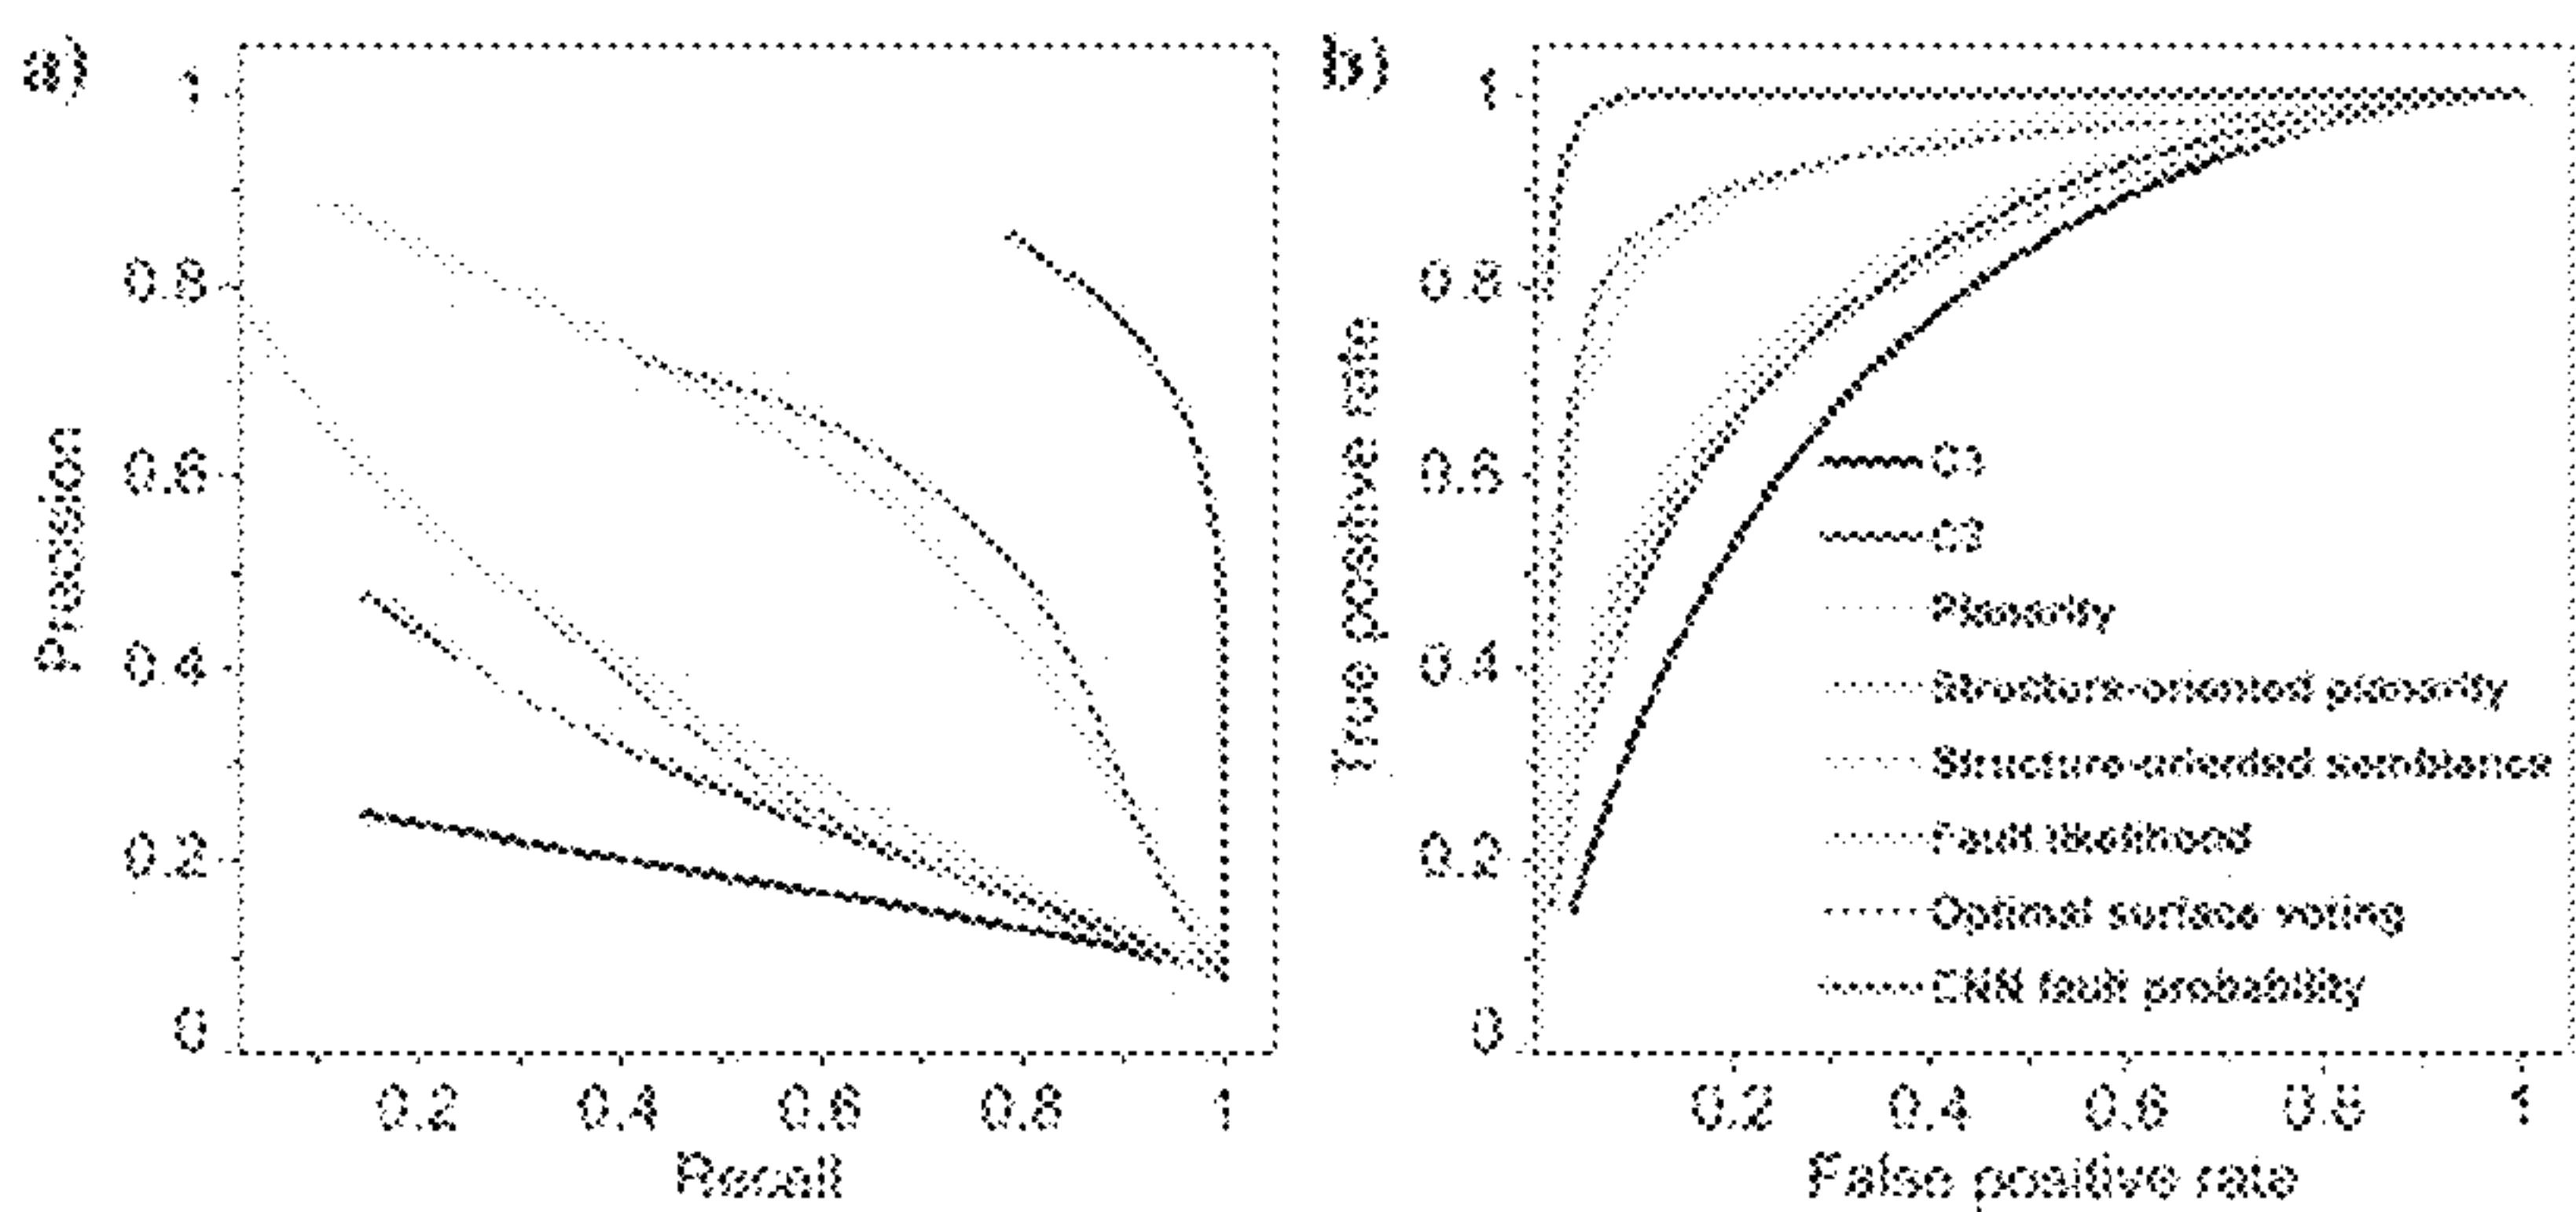 a)
1
0.8
0.6
0.4
0.2
0
Precision
0.2 0.4 0.6 0.8 1
Recall
b)
1
0.8
0.6
0.4
0.2
0
True positive rate
Planarity
Structure-oriented planarity
Structure-oriented semblance
Fault likelihood
Optimal surface voting
CNN fault probability
0.2 0.4 0.6 0.8 1
False positive rate